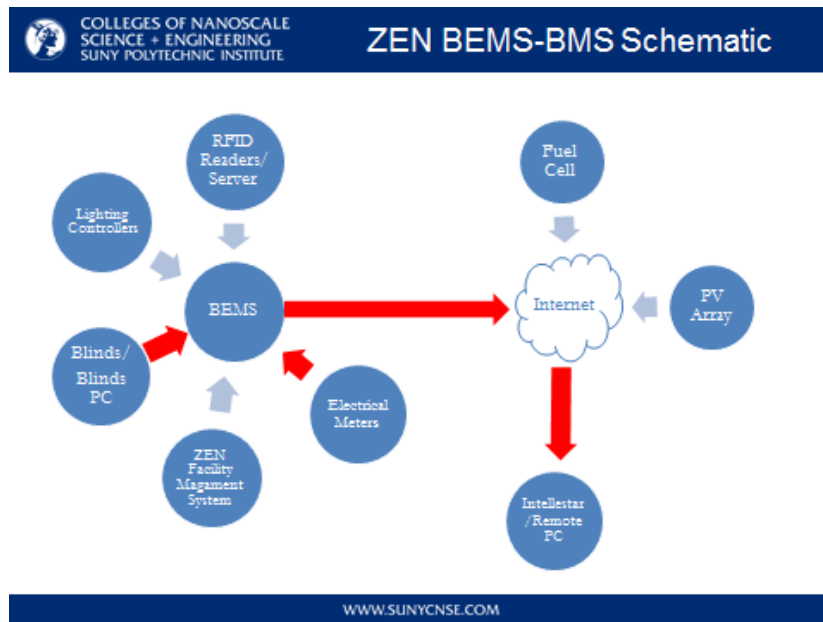 COLLEGES OF NANOSCALE
SCIENCE + ENGINEERING
SUNY POLYTECHNIC INSTITUTE
ZEN BEMS-BMS Schematic
RFID
Readers/
Server
Fuel
Cell
Lighting
Controllers
BEMS
Internet
PV
Array
Blinds/
Blinds
PC
Electrical
Meters
ZEN
Facility
Magament
System
Intellestar
/Remote
PC
WWW.SUNYCNSE.COM